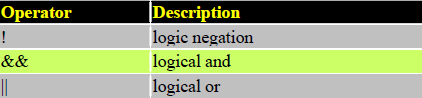 Operator Description
! logic negation
&& logical and
|| logical or